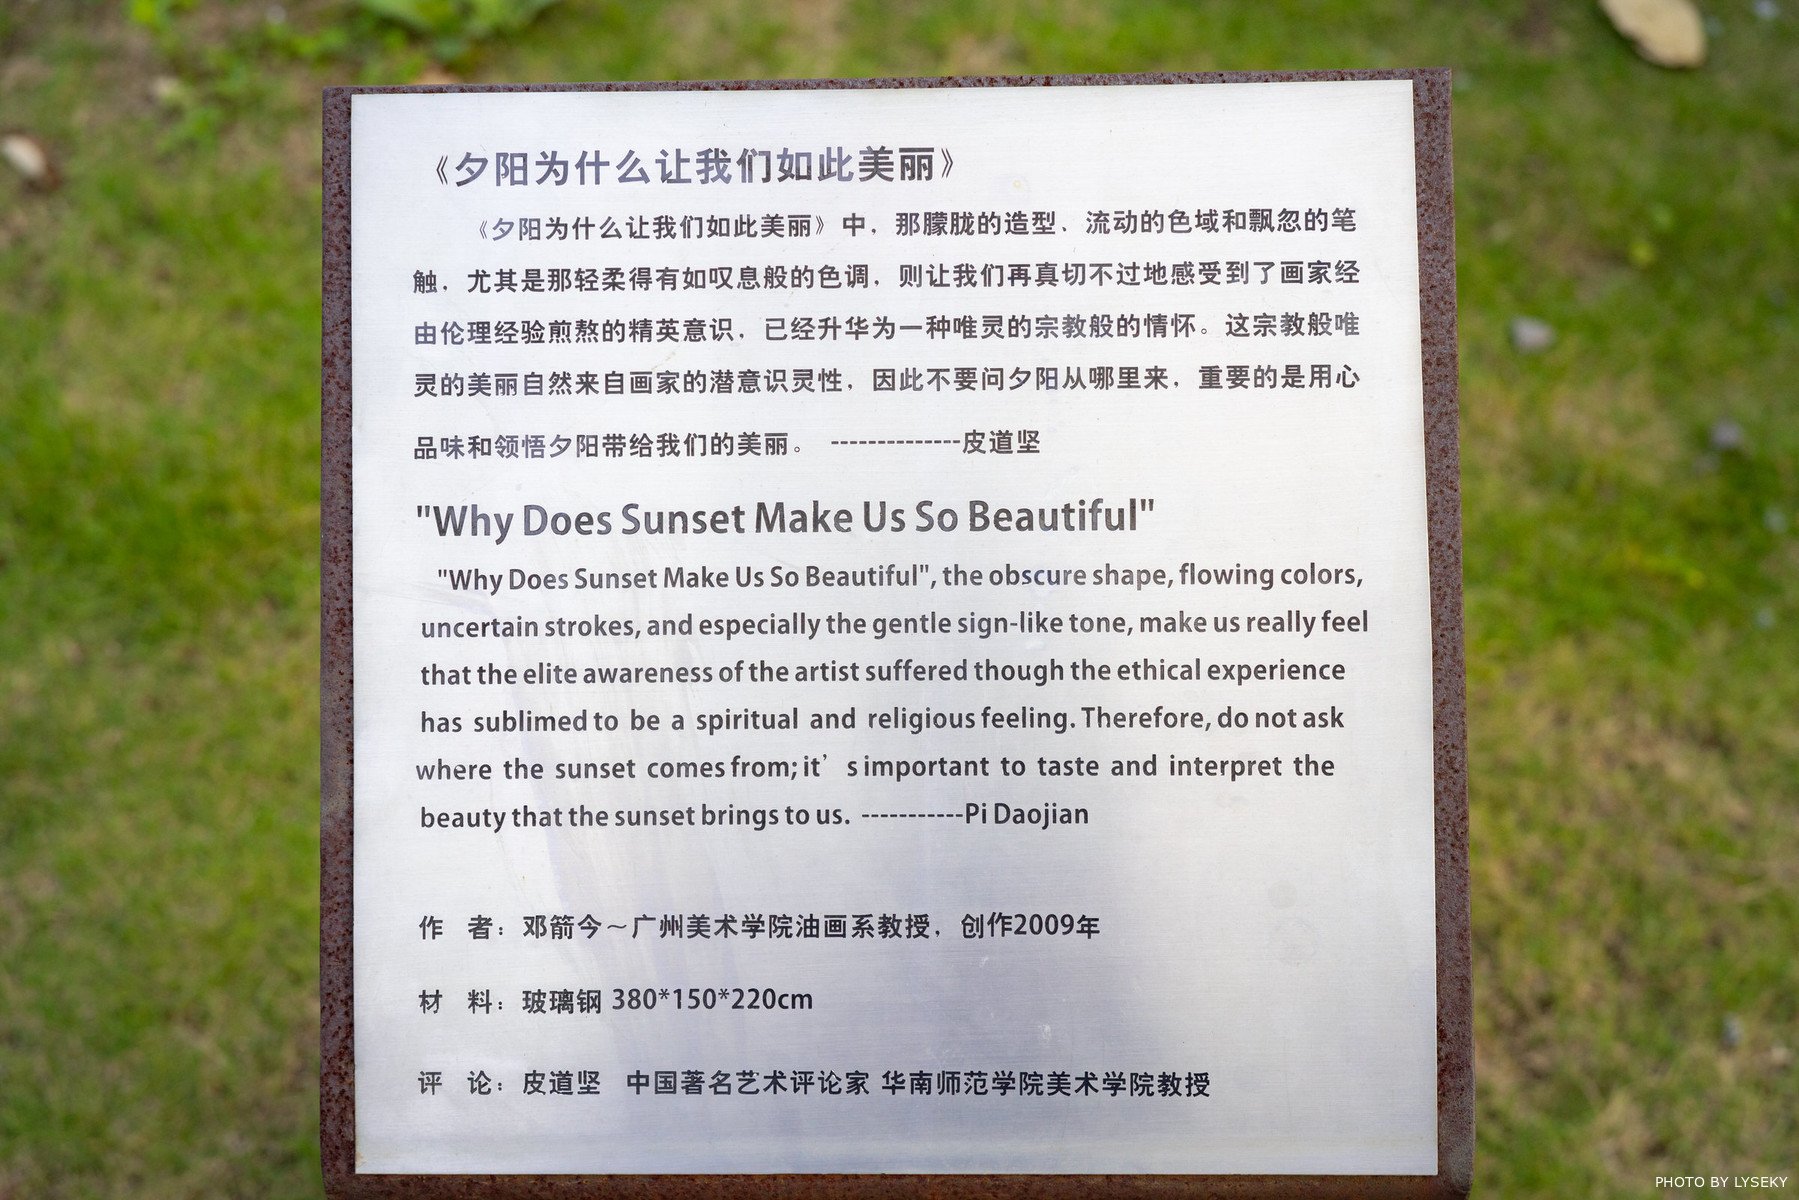 《夕阳为什么让我们如此美丽》
《夕阳为什么让我们如此美丽》中，那朦胧的造型、流动的色域和飘忽的笔
触，尤其是那轻柔得有如叹息般的色调，则让我们再真切不过地感受到了画家经
由伦理经验煎熬的精英意识，已经升华为一种唯灵的宗教般的情怀。这宗教般唯
灵的美丽自然来自画家的潜意识灵性，因此不要问夕阳从哪里来，重要的是用心
品味和领悟夕阳带给我们的美丽。 --------------皮道坚
"Why Does Sunset Make Us So Beautiful"
"Why Does Sunset Make Us So Beautiful", the obscure shape, flowing colors,
uncertain strokes, and especially the gentle sign-like tone, make us really feel
that the elite awareness of the artist suffered though the ethical experience
has sublimed to be a spiritual and religious feeling. Therefore, do not ask
where the sunset comes from; it’ s important to taste and interpret the
beauty that the sunset brings to us. -----------Pi Daojian
作 者：邓箭今～广州美术学院油画系教授，创作2009年
材 料：玻璃钢 380*150*220cm
评 论：皮道坚 中国著名艺术评论家 华南师范学院美术学院教授
PHOTO BY LYSEKY